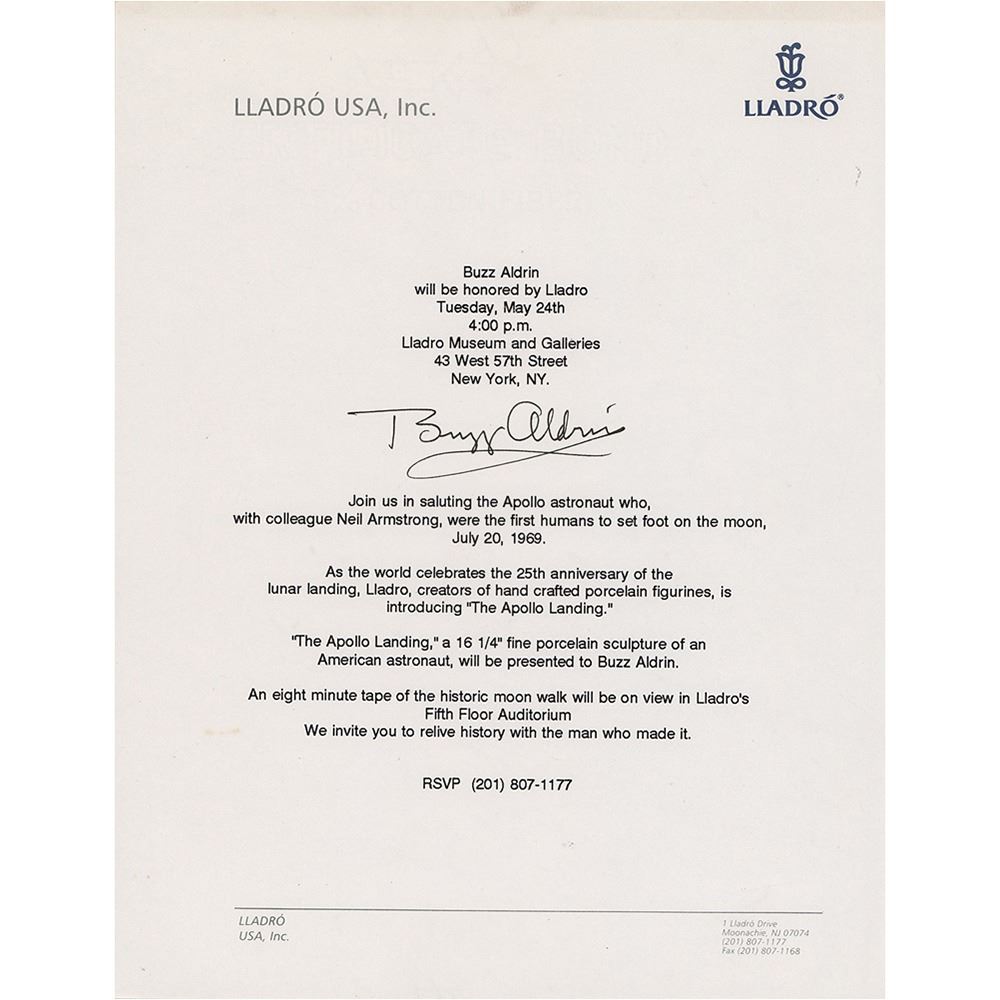 LLADRÓ USA, Inc.
LLADRÓ®
Buzz Aldrin
will be honored by Lladro
Tuesday, May 24th
4:00 p.m.
Lladro Museum and Galleries
43 West 57th Street
New York, NY.
Buzz Aldrin
Join us in saluting the Apollo astronaut who,
with colleague Neil Armstrong, were the first humans to set foot on the moon,
July 20, 1969.
As the world celebrates the 25th anniversary of the
lunar landing, Lladro, creators of hand crafted porcelain figurines, is
introducing "The Apollo Landing."
"The Apollo Landing," a 16 1/4" fine porcelain sculpture of an
American astronaut, will be presented to Buzz Aldrin.
An eight minute tape of the historic moon walk will be on view in Lladro's
Fifth Floor Auditorium
We invite you to relive history with the man who made it.
RSVP (201) 807-1177
LLADRÓ
USA, Inc.
1 Lladró Drive
Moonachie, NJ 07074
(201) 807-1177
Fax (201) 807-1168